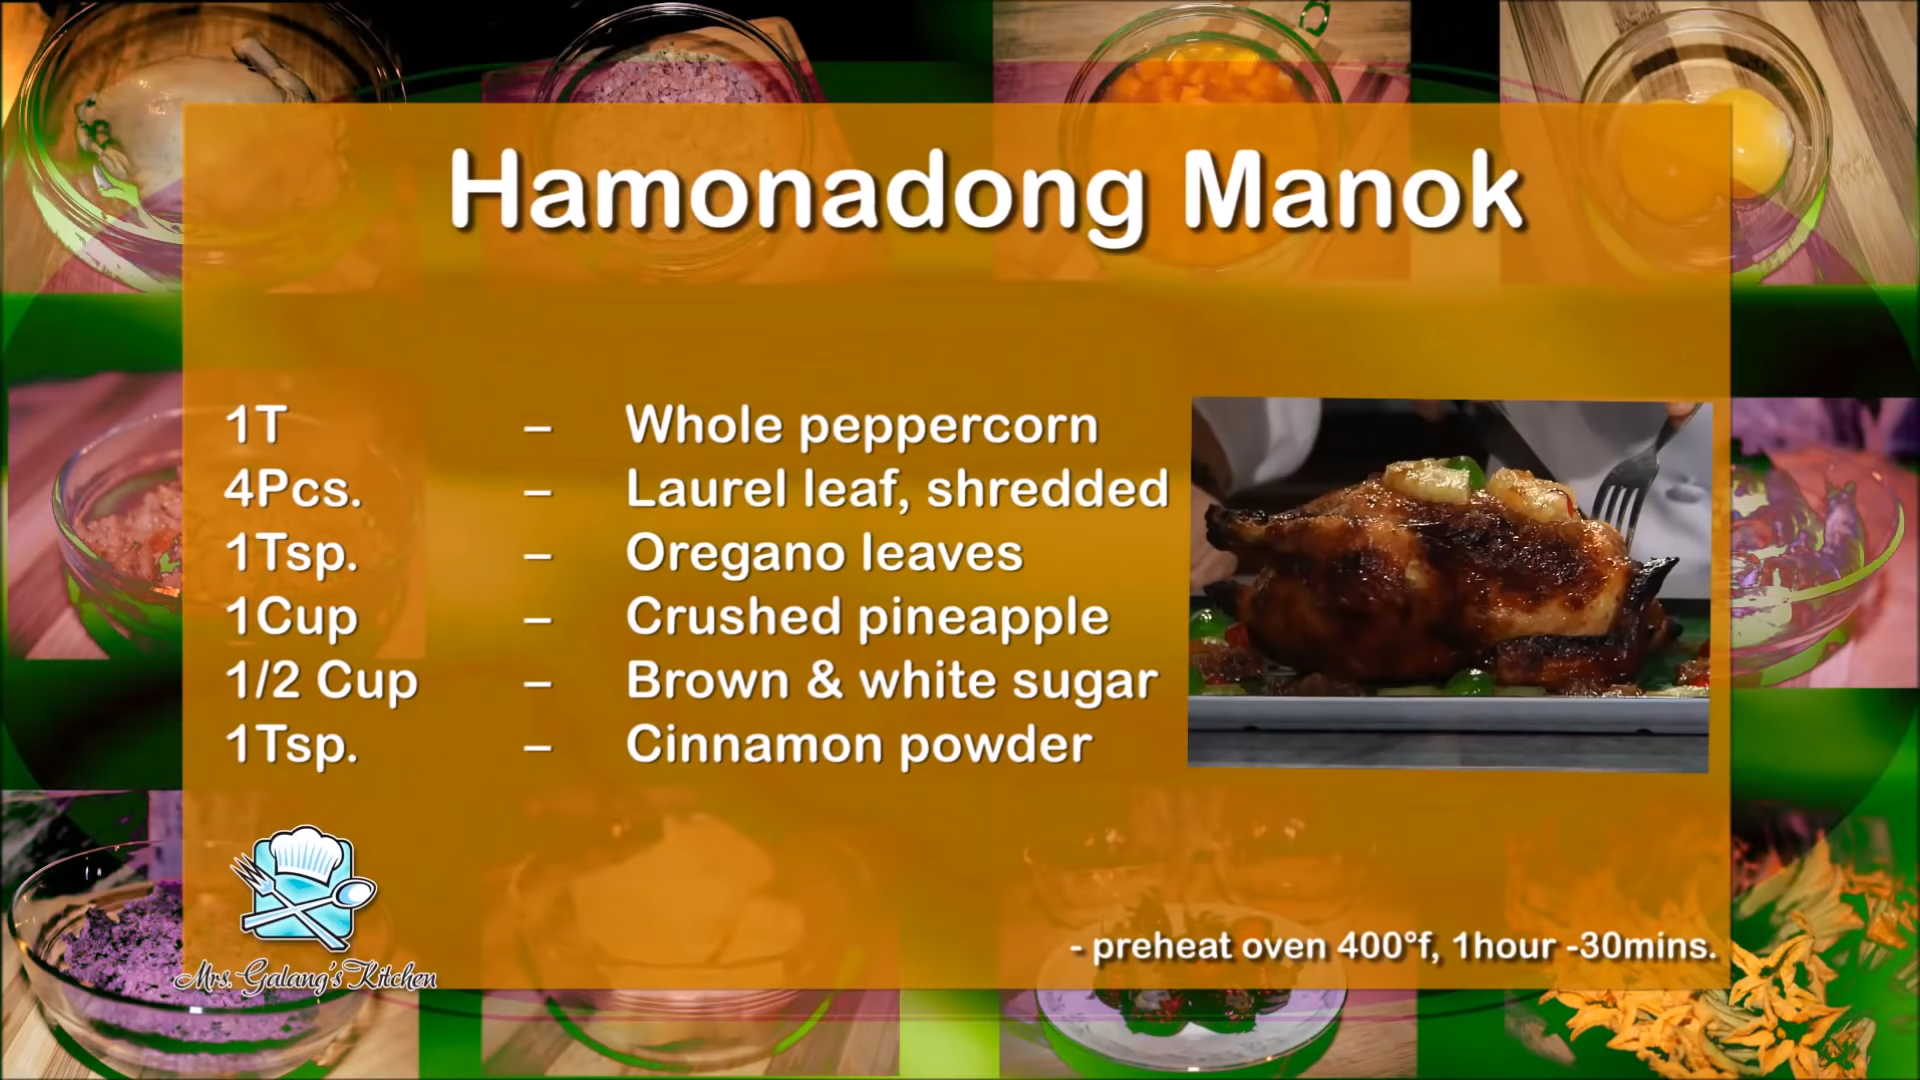 Hamonadong Manok
1T – Whole peppercorn
4Pcs. – Laurel leaf, shredded
1Tsp. – Oregano leaves
1Cup – Crushed pineapple
1/2 Cup – Brown & white sugar
1Tsp. – Cinnamon powder
Mrs. Galang's Kitchen
- preheat oven 400°f, 1hour -30mins.